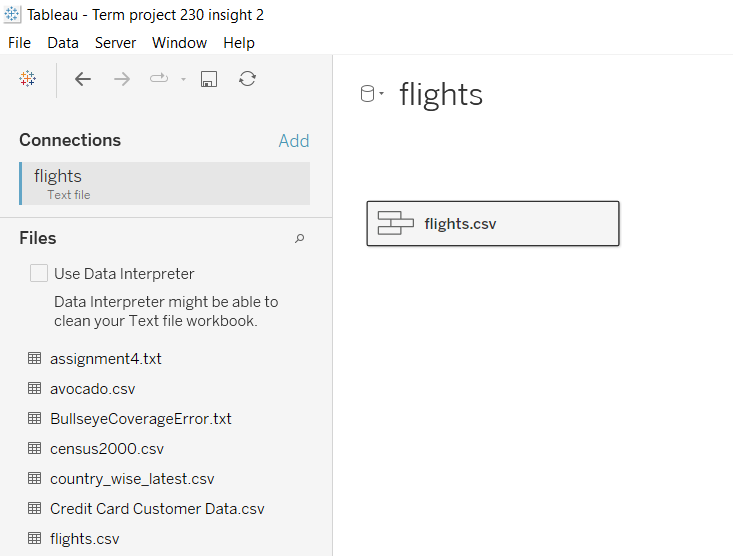 Tableau - Term project 230 insight 2
File Data Server Window Help
Connections Add
flights
Text file
Files
Use Data Interpreter
Data Interpreter might be able to
clean your Text file workbook.
assignment4.txt
avocado.csv
BullseyeCoverageError.txt
census2000.csv
country_wise_latest.csv
Credit Card Customer Data.csv
flights.csv
flights
flights.csv